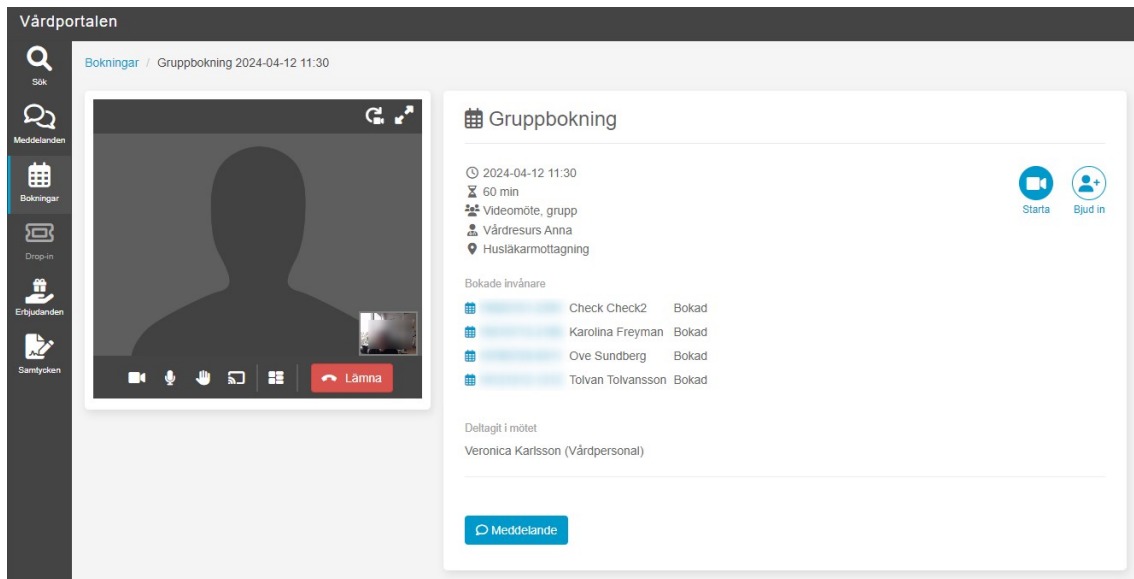 Vårdportalen
Sök
Meddelanden
Bokningar
Drop-in
Erbjudanden
Samtycken
Bokningar / Gruppbokning 2024-04-12 11:30
Lämna
Gruppbokning
2024-04-12 11:30
60 min
Videomöte, grupp
Vårdresurs Anna
Husläkarmottagning
Starta
Bjud in
Bokade invånare
Check Check2 Bokad
Karolina Freyman Bokad
Ove Sundberg Bokad
Tolvan Tolvansson Bokad
Deltagit i mötet
Veronica Karlsson (Vårdpersonal)
Meddelande